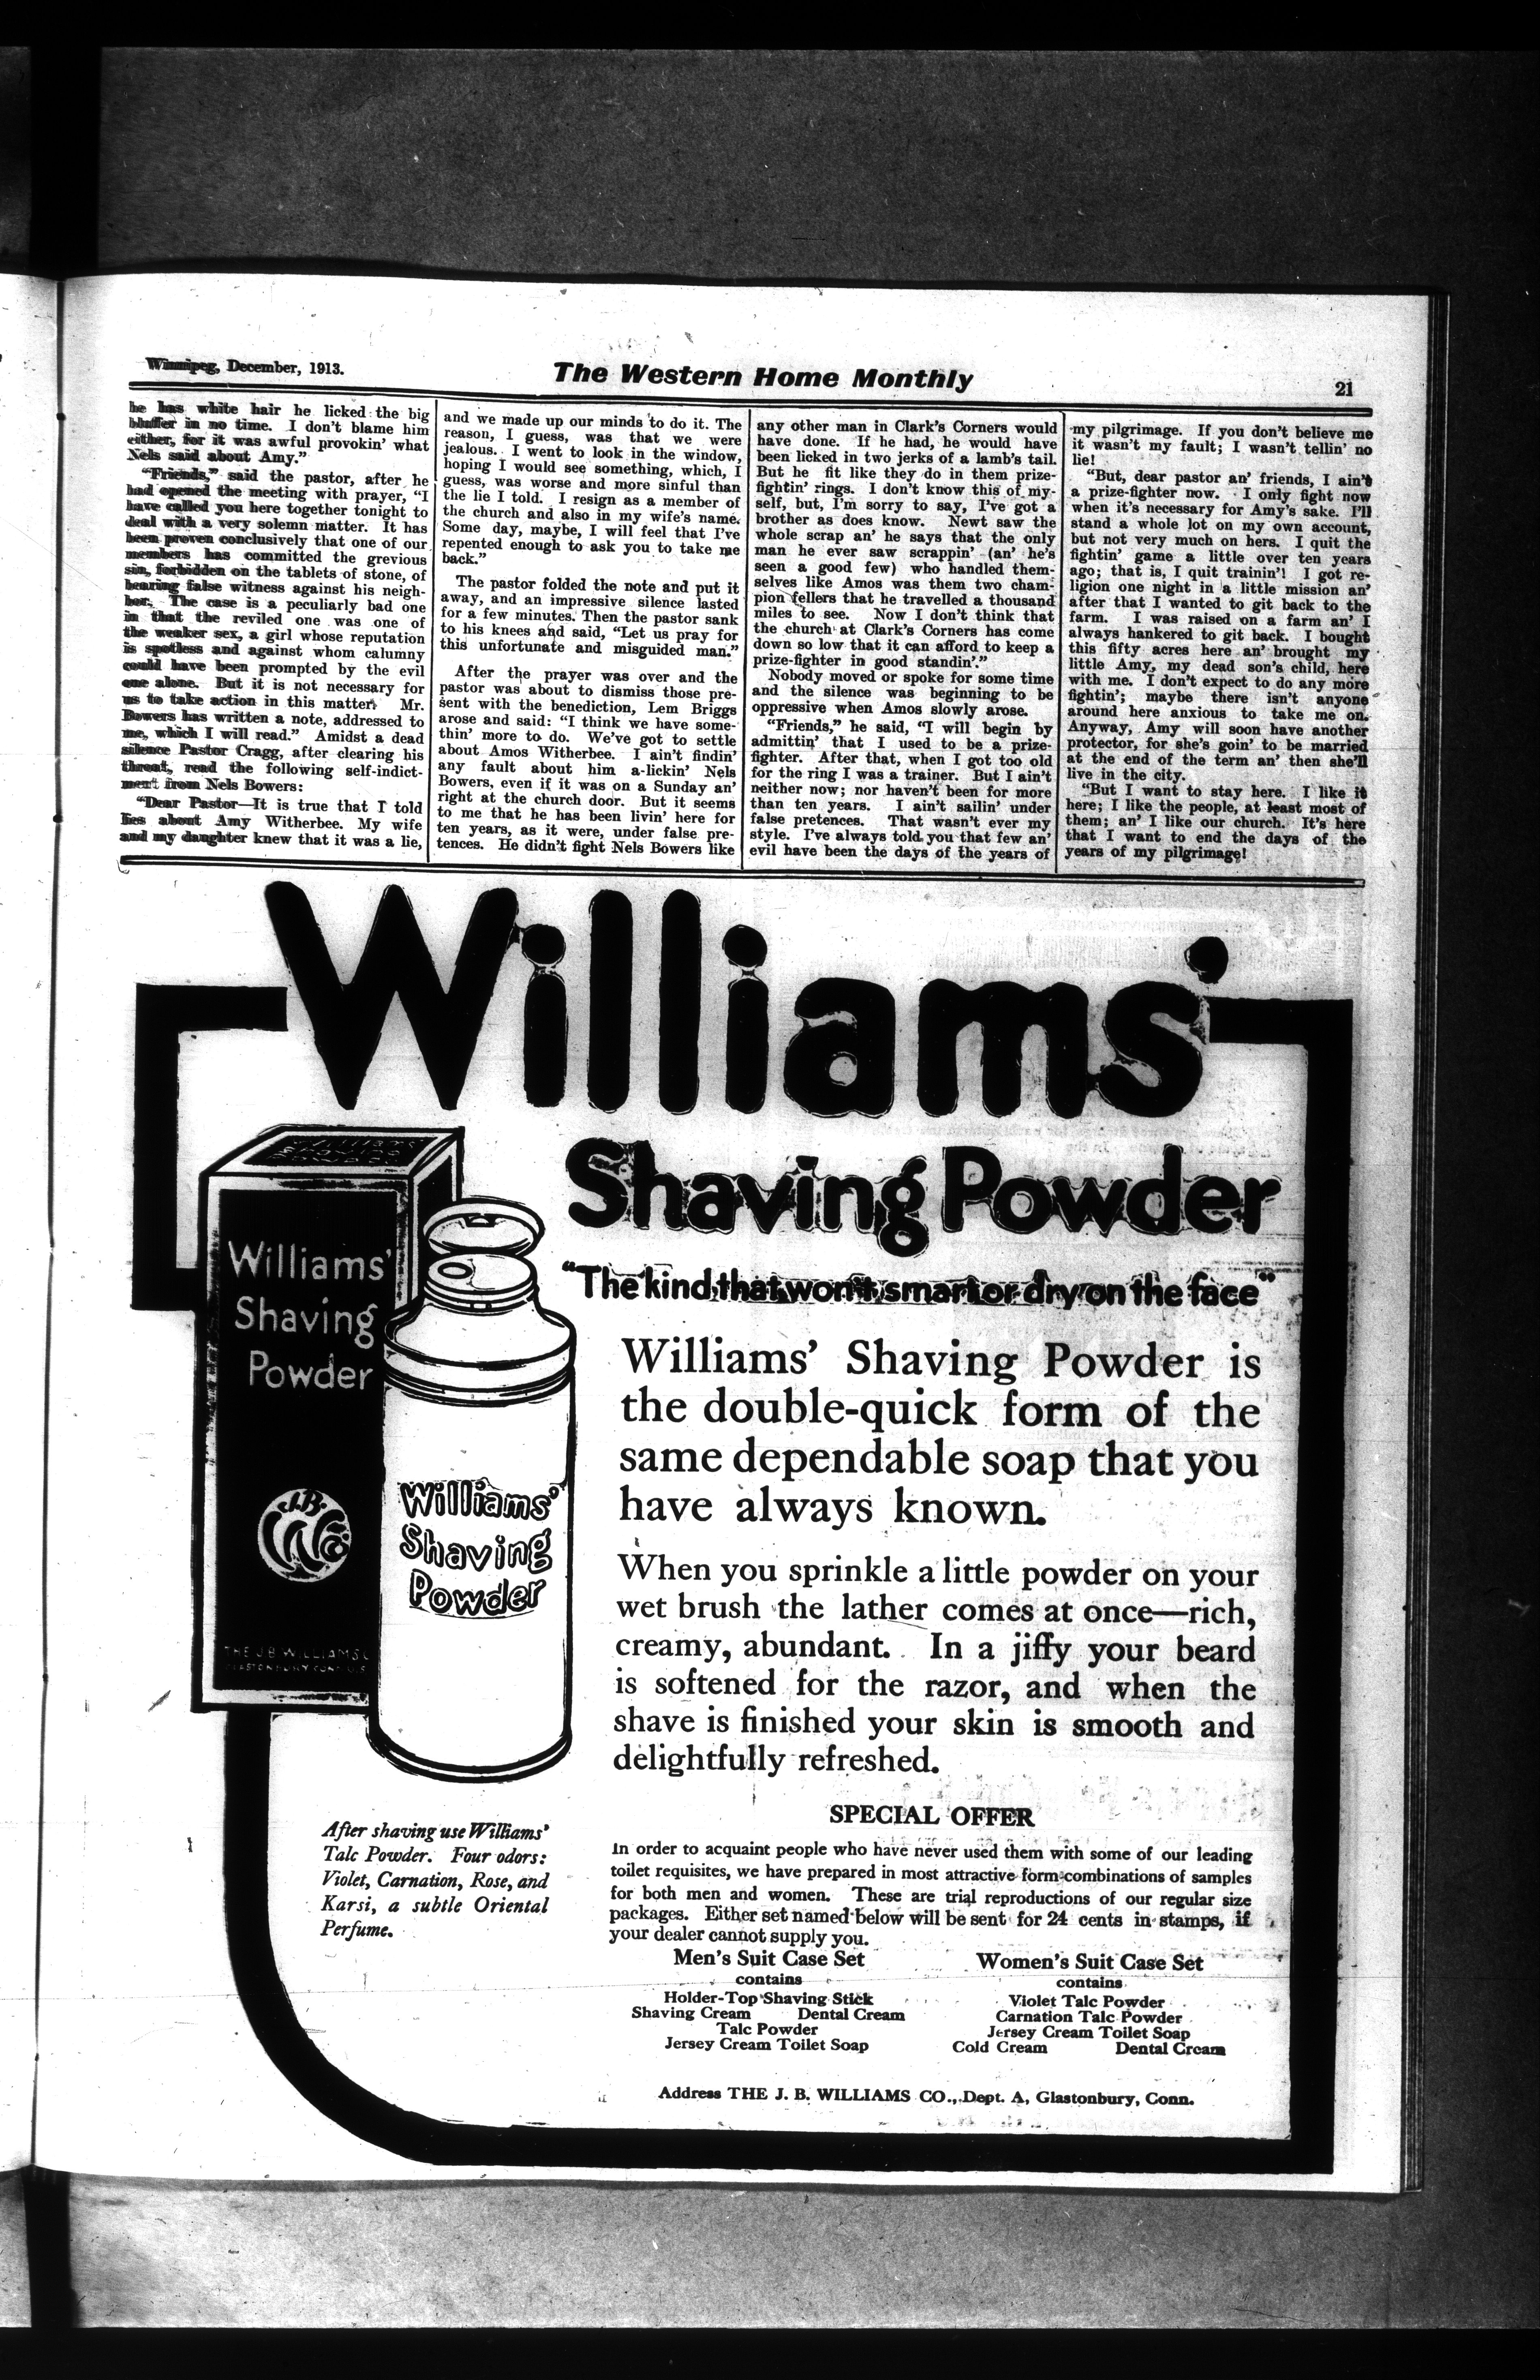 Winnipeg, December, 1913.
The Western Home Monthly
21
he has white hair he licked the big
bluffer in no time. I don't blame him
either, for it was awful provokin' what
Nels said about Amy."
"Friends," said the pastor, after he
had opened the meeting with prayer, "I
have called you here together tonight to
deal with a very solemn matter. It has
been proven conclusively that one of our
members has committed the grevious
sin, forbidden on the tablets of stone, of
bearing false witness against his neigh-
bor. The case is a peculiarly bad one
in that the reviled one was one of
the weaker sex, a girl whose reputation
is spotless and against whom calumny
could have been prompted by the evil
one alone. But it is not necessary for
us to take action in this matter. Mr.
Bowers has written a note, addressed to
me, which I will read." Amidst a dead
silence Pastor Cragg, after clearing his
throat, read the following self-indict-
ment from Nels Bowers:
"Dear Pastor—It is true that I told
lies about Amy Witherbee. My wife
and my daughter knew that it was a lie,
and we made up our minds to do it. The
reason, I guess, was that we were
jealous. I went to look in the window,
hoping I would see something, which, I
guess, was worse and more sinful than
the lie I told. I resign as a member of
the church and also in my wife's name.
Some day, maybe, I will feel that I've
repented enough to ask you to take me
back."
The pastor folded the note and put it
away, and an impressive silence lasted
for a few minutes. Then the pastor sank
to his knees and said, "Let us pray for
this unfortunate and misguided man."
After the prayer was over and the
pastor was about to dismiss those pre-
sent with the benediction, Lem Briggs
arose and said: "I think we have some-
thin' more to do. We've got to settle
about Amos Witherbee. I ain't findin'
any fault about him a-lickin' Nels
Bowers, even if it was on a Sunday an'
right at the church door. But it seems
to me that he has been livin' here for
ten years, as it were, under false pre-
tences. He didn't fight Nels Bowers like
any other man in Clark's Corners would
have done. If he had, he would have
been licked in two jerks of a lamb's tail.
But he fit like they do in them prize-
fightin' rings. I don't know this of my-
self, but, I'm sorry to say, I've got a
brother as does know. Newt saw the
whole scrap an' he says that the only
man he ever saw scrappin' (an' he's
seen a good few) who handled them-
selves like Amos was them two cham-
pion fellers that he travelled a thousand
miles to see. Now I don't think that
the church at Clark's Corners has come
down so low that it can afford to keep a
prize-fighter in good standin'."
Nobody moved or spoke for some time
and the silence was beginning to be
oppressive when Amos slowly arose.
"Friends," he said, "I will begin by
admittin' that I used to be a prize-
fighter. After that, when I got too old
for the ring I was a trainer. But I ain't
neither now; nor haven't been for more
than ten years. I ain't sailin' under
false pretences. That wasn't ever my
style. I've always told you that few an'
evil have been the days of the years of
my pilgrimage. If you don't believe me
it wasn't my fault; I wasn't tellin' no
lie!
"But, dear pastor an' friends, I ain't
a prize-fighter now. I only fight now
when it's necessary for Amy's sake. I'll
stand a whole lot on my own account,
but not very much on hers. I quit the
fightin' game a little over ten years
ago; that is, I quit trainin'! I got re-
ligion one night in a little mission an'
after that I wanted to git back to the
farm. I was raised on a farm an' I
always hankered to git back. I bought
this fifty acres here an' brought my
little Amy, my dead son's child, here
with me. I don't expect to do any more
fightin'; maybe there isn't anyone
around here anxious to take me on.
Anyway, Amy will soon have another
protector, for she's goin' to be married
at the end of the term an' then she'll
live in the city.
"But I want to stay here. I like it
here; I like the people, at least most of
them; an' I like our church. It's here
that I want to end the days of the
years of my pilgrimage!
Williams'
Shaving Powder
"The kind that won't smart or dry on the face"
Williams'
Shaving
Powder
Williams'
Shaving
Powder
J.B.
THE J B WILLIAMS C
Williams'
Shaving
Powder
Williams' Shaving Powder is
the double-quick form of the
same dependable soap that you
have always known.
When you sprinkle a little powder on your
wet brush the lather comes at once—rich,
creamy, abundant. In a jiffy your beard
is softened for the razor, and when the
shave is finished your skin is smooth and
delightfully refreshed.
After shaving use Williams'
Talc Powder. Four odors:
Violet, Carnation, Rose, and
Karsi, a subtle Oriental
Perfume.
SPECIAL OFFER
In order to acquaint people who have never used them with some of our leading
toilet requisites, we have prepared in most attractive form combinations of samples
for both men and women. These are trial reproductions of our regular size
packages. Either set named below will be sent for 24 cents in stamps, if
your dealer cannot supply you.
Men's Suit Case Set
contains
Holder-Top Shaving Stick
Shaving Cream Dental Cream
Talc Powder
Jersey Cream Toilet Soap
Women's Suit Case Set
contains
Violet Talc Powder
Carnation Talc Powder
Jersey Cream Toilet Soap
Cold Cream Dental Cream
Address THE J. B. WILLIAMS CO., Dept. A, Glastonbury, Conn.